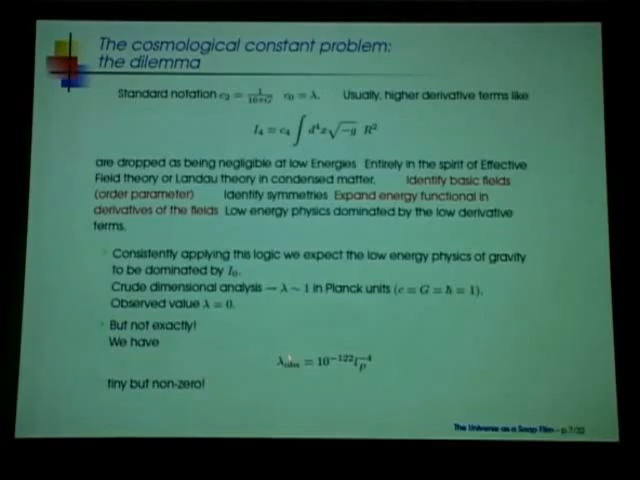 The cosmological constant problem:
the dilemma
Standard notation c₂ = 1/16πG c₀ = λ. Usually, higher derivative terms like
I₄ = c₄ ∫ d⁴x√−g R²
are dropped as being negligible at low Energies Entirely in the spirit of Effective
Field theory or Landau theory in condensed matter. Identify basic fields
(order parameter) Identify symmetries Expand energy functional in
derivatives of the fields Low energy physics dominated by the low derivative
terms.
Consistently applying this logic we expect the low energy physics of gravity
to be dominated by I₀.
Crude dimensional analysis → λ ∼ 1 in Planck units (c = G = ħ = 1).
Observed value λ = 0.
But not exactly!
We have
λobs = 10⁻¹²²lₚ⁻⁴
tiny but non-zero!
The Universe as a Soap Film – p.7/32